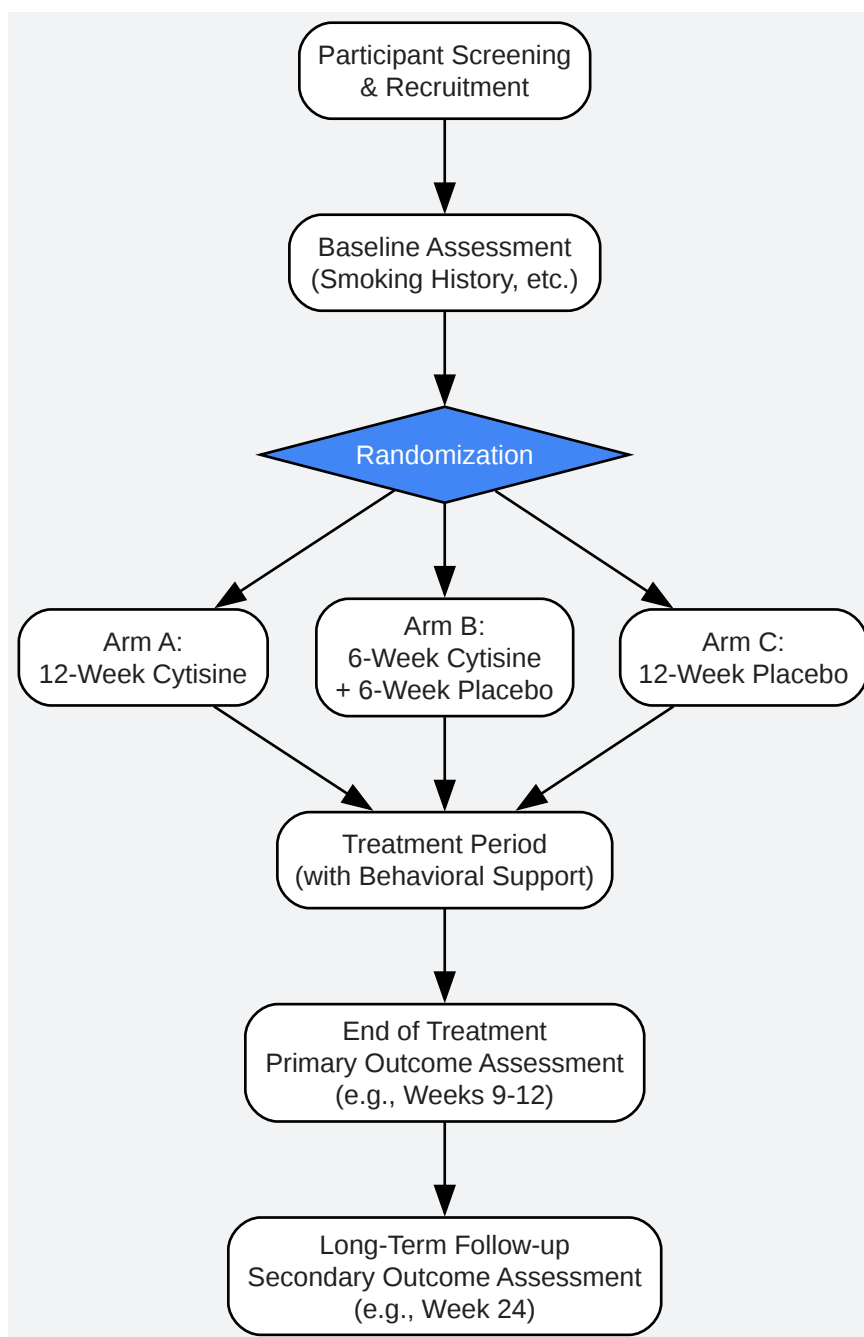 Participant Screening
& Recruitment
Baseline Assessment
(Smoking History, etc.)
Randomization
Arm A:
12-Week Cytisine
Arm B:
6-Week Cytisine
+ 6-Week Placebo
Arm C:
12-Week Placebo
Treatment Period
(with Behavioral Support)
End of Treatment
Primary Outcome Assessment
(e.g., Weeks 9-12)
Long-Term Follow-up
Secondary Outcome Assessment
(e.g., Week 24)